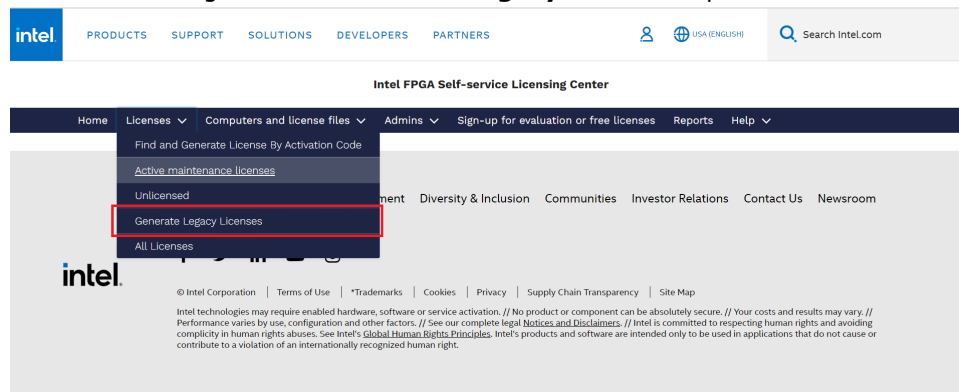 intel.
PRODUCTS SUPPORT SOLUTIONS DEVELOPERS PARTNERS USA (ENGLISH) Search Intel.com
Intel FPGA Self-service Licensing Center
Home Licenses Computers and license files Admins Sign-up for evaluation or free licenses Reports Help
Find and Generate License By Activation Code
Active maintenance licenses
Unlicensed
Diversity & Inclusion Communities Investor Relations Contact Us Newsroom
Generate Legacy Licenses
All Licenses
intel.
© Intel Corporation | Terms of Use | *Trademarks | Cookies | Privacy | Supply Chain Transparency | Site Map
Intel technologies may require enabled hardware, software or service activation. // No product or component can be absolutely secure. // Your costs and results may vary. //
Performance varies by use, configuration and other factors. // See our complete legal Notices and Disclaimers. // Intel is committed to respecting human rights and avoiding
complicity in human rights abuses. See Intel's Global Human Rights Principles. Intel's products and software are intended only to be used in applications that do not cause or
contribute to a violation of an internationally recognized human right.